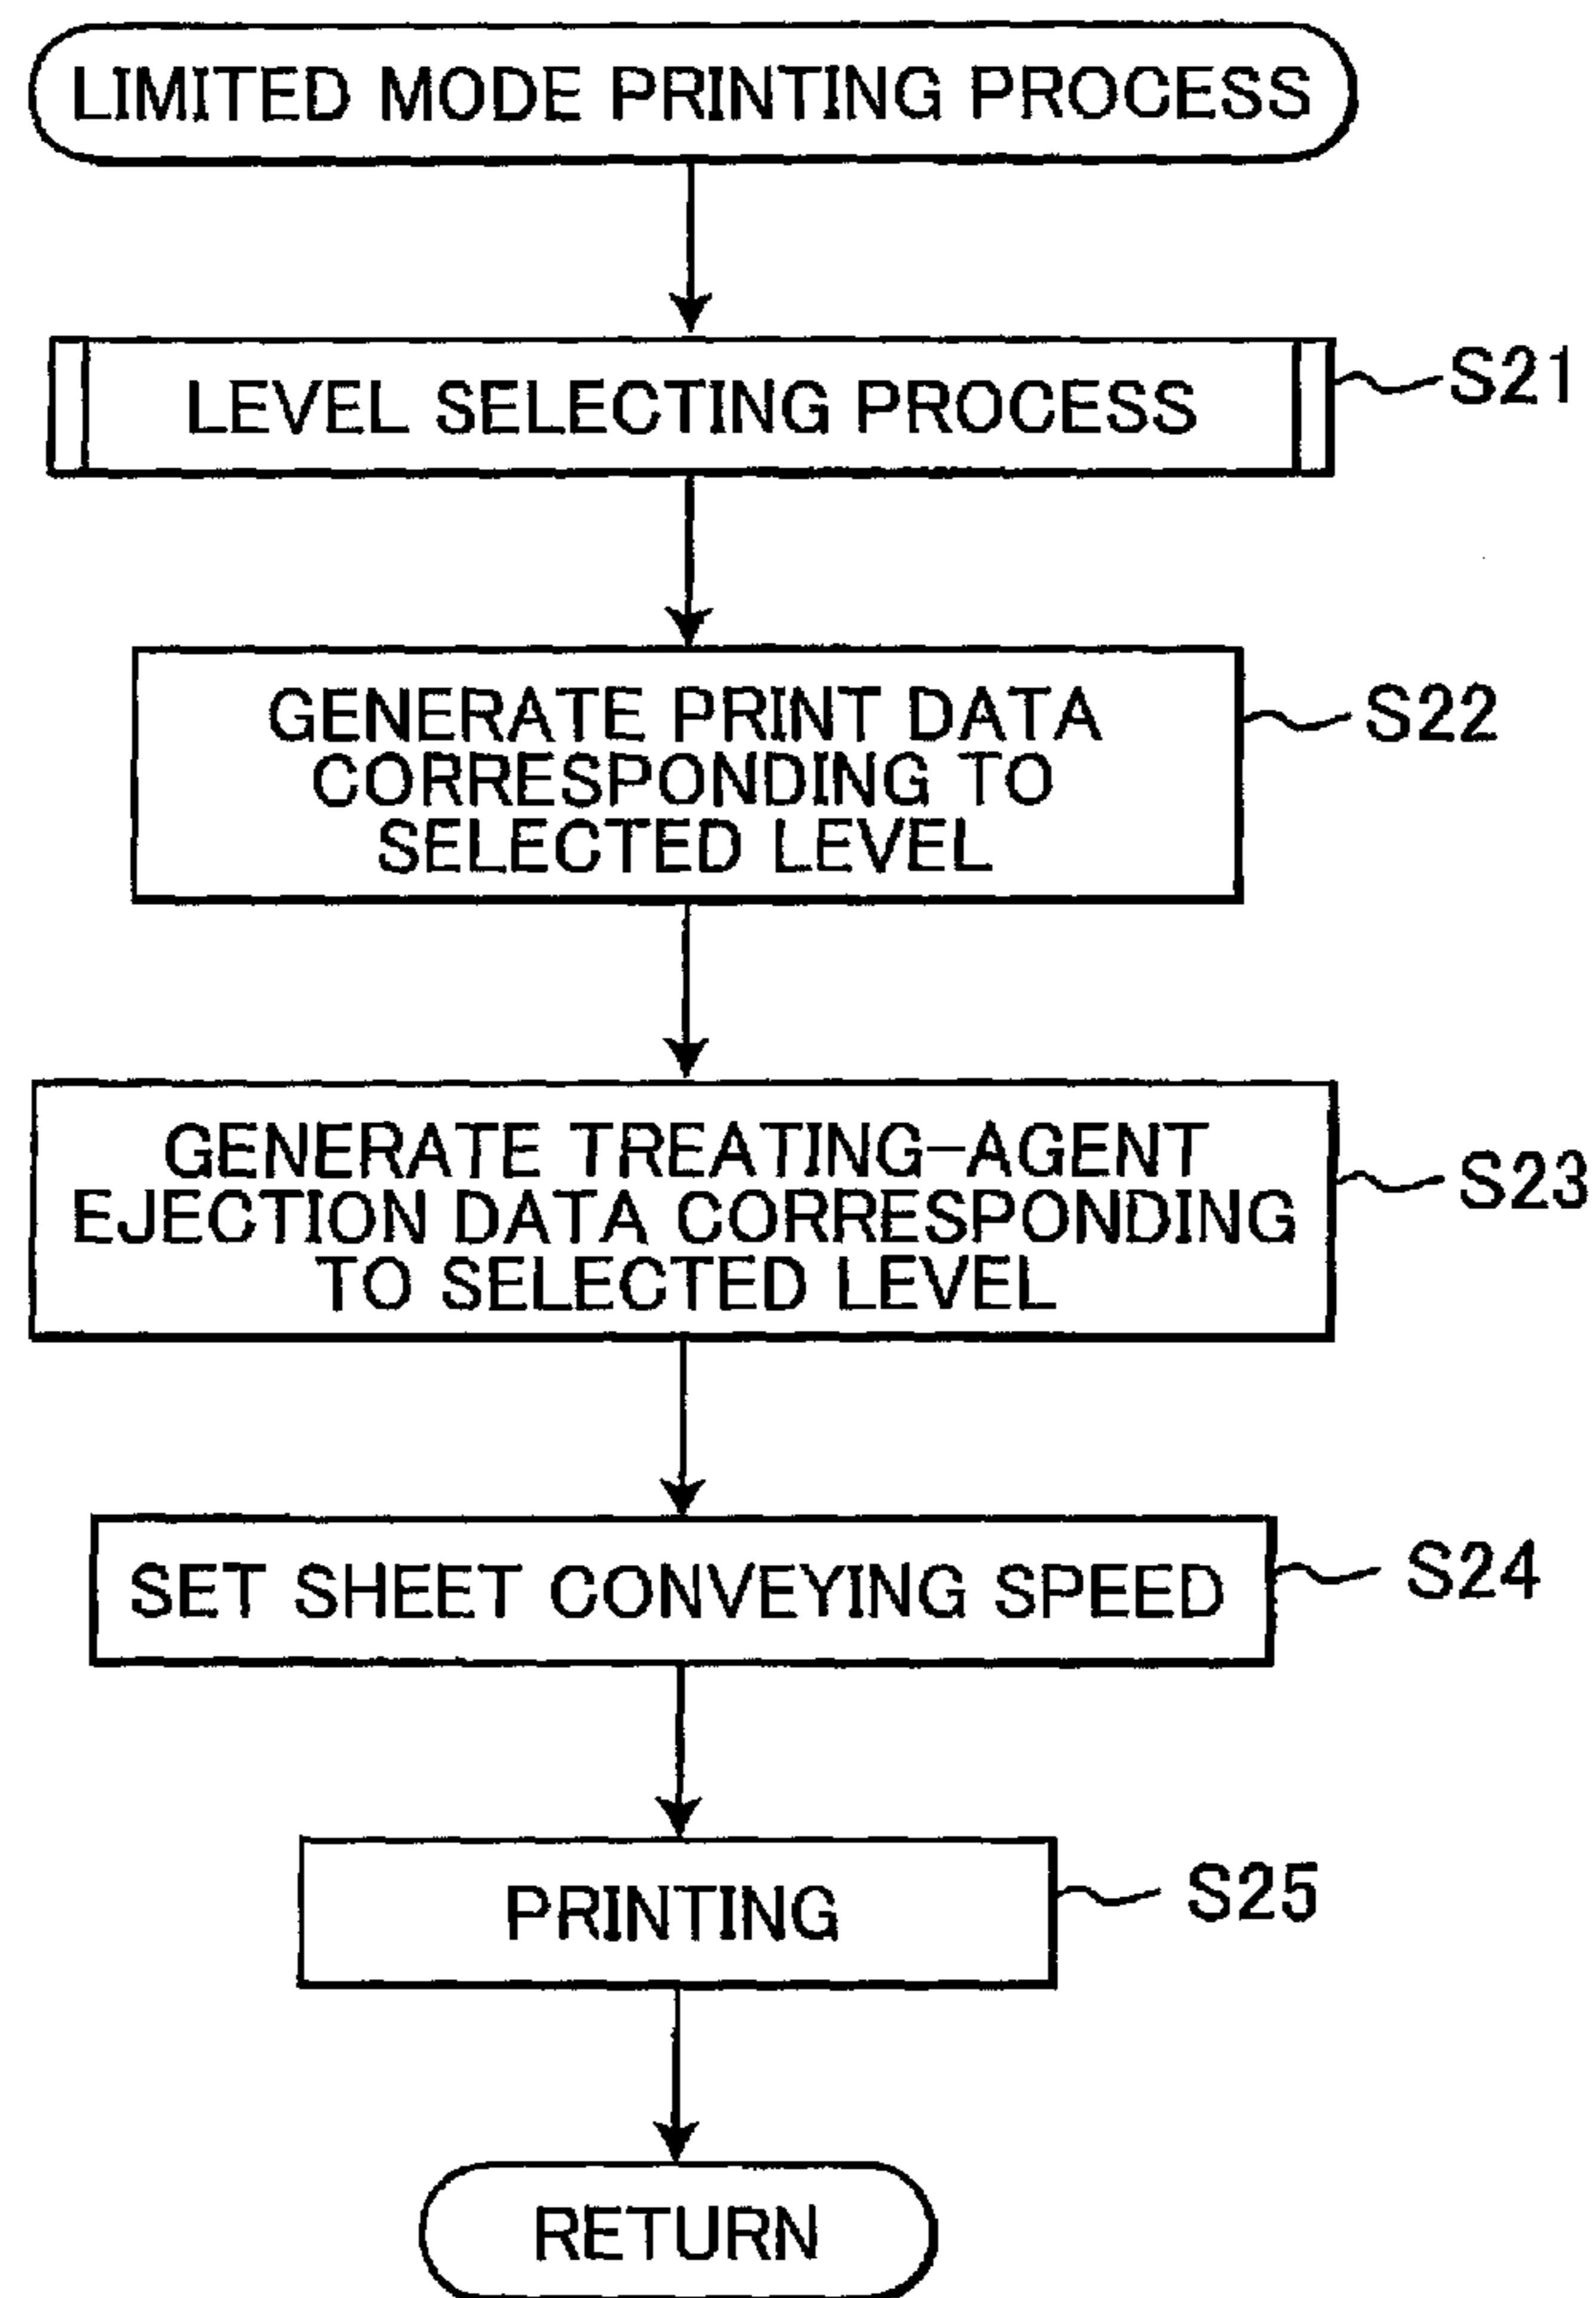 LIMITED MODE PRINTING PROCESS
LEVEL SELECTING PROCESS
S21
GENERATE PRINT DATA
CORRESPONDING TO
SELECTED LEVEL
S22
GENERATE TREATING-AGENT
EJECTION DATA CORRESPONDING
TO SELECTED LEVEL
S23
SET SHEET CONVEYING SPEED
S24
PRINTING
S25
RETURN